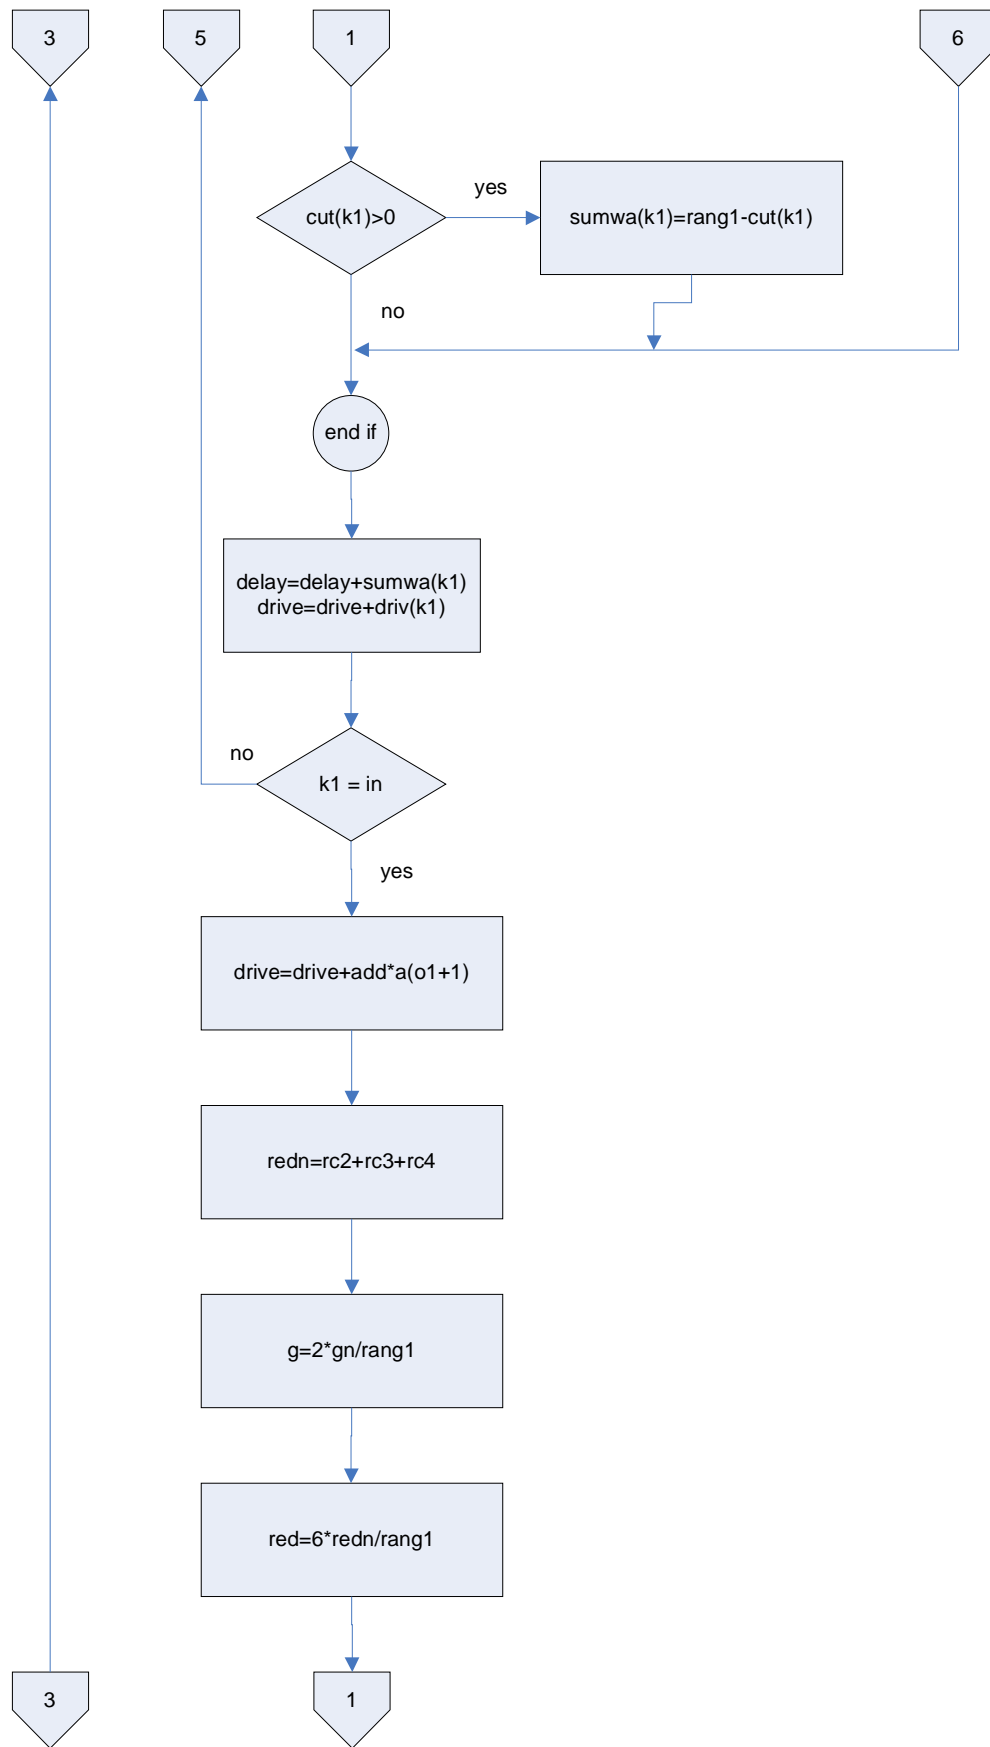 3
5
1
6
cut(k1)>0
yes
sumwa(k1)=rang1-cut(k1)
no
end if
delay=delay+sumwa(k1)
drive=drive+driv(k1)
no
k1 = in
yes
drive=drive+add*a(o1+1)
redn=rc2+rc3+rc4
g=2*gn/rang1
red=6*redn/rang1
3
1